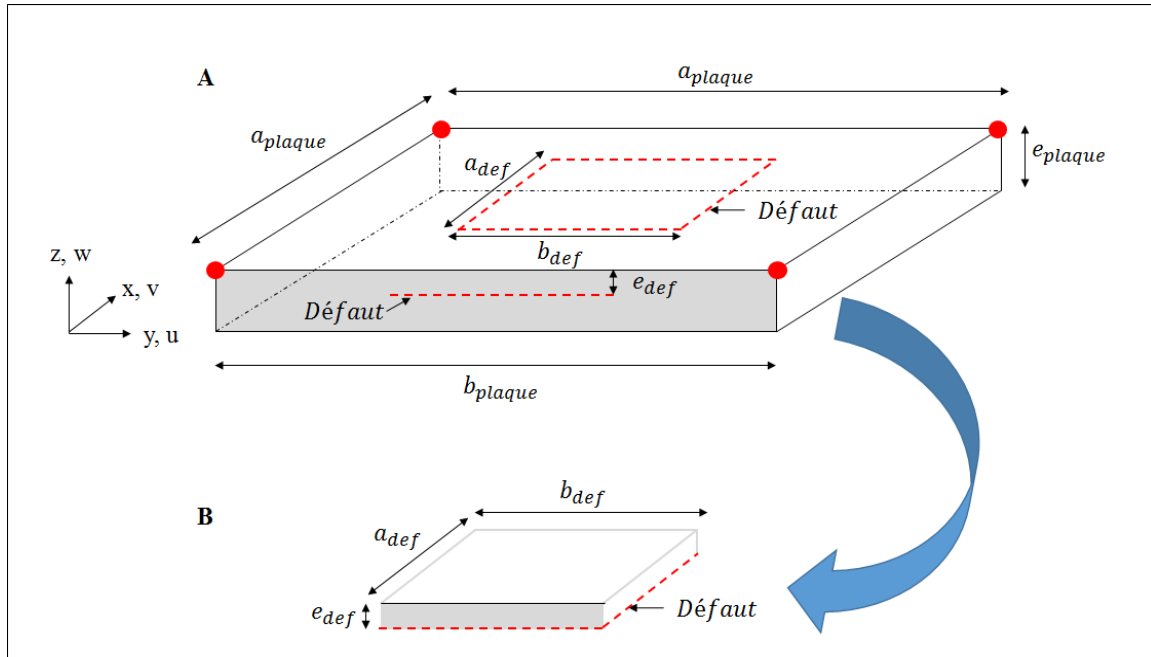 A
a_plaque
a_plaque
e_plaque
a_def
Défaut
b_def
z, w
x, v
e_def
Défaut
y, u
b_plaque
B
b_def
a_def
e_def
Défaut